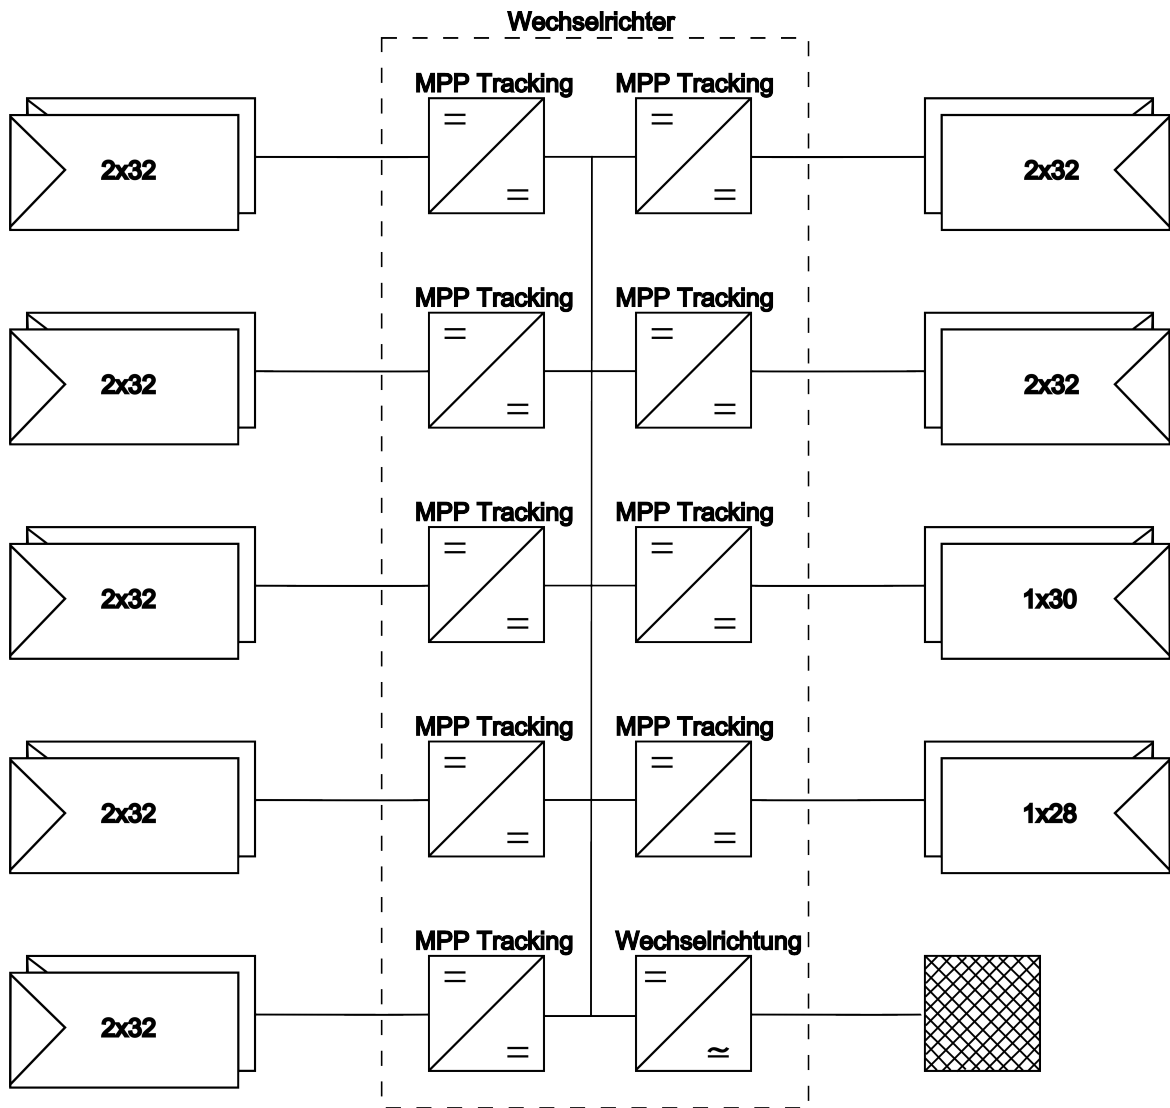 Wechselrichter
MPP Tracking MPP Tracking
2x32 2x32
MPP Tracking MPP Tracking
2x32 2x32
MPP Tracking MPP Tracking
2x32 1x30
MPP Tracking MPP Tracking
2x32 1x28
MPP Tracking Wechselrichtung
2x32